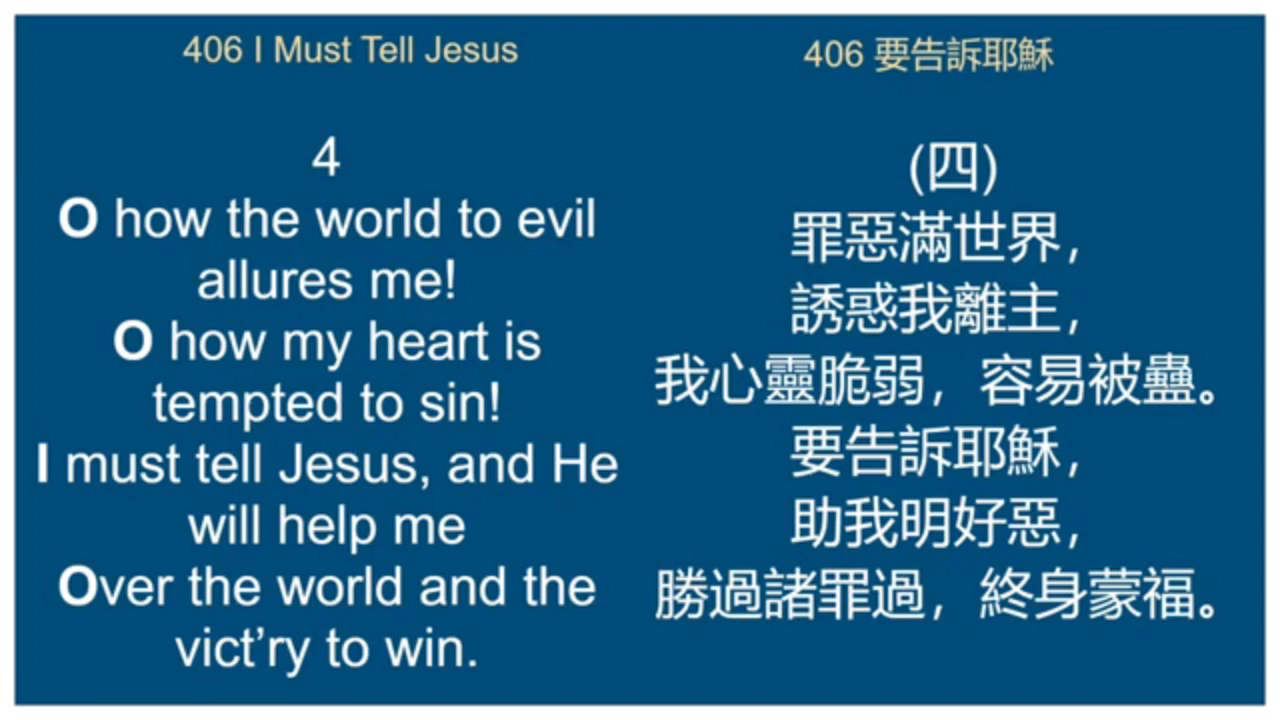 406 I Must Tell Jesus
4
O how the world to evil
allures me!
O how my heart is
tempted to sin!
I must tell Jesus, and He
will help me
Over the world and the
vict’ry to win.
406 要告訴耶穌
(四)
罪惡滿世界，
誘惑我離主，
我心靈脆弱，容易被蠱。
要告訴耶穌，
助我明好惡，
勝過諸罪過，終身蒙福。